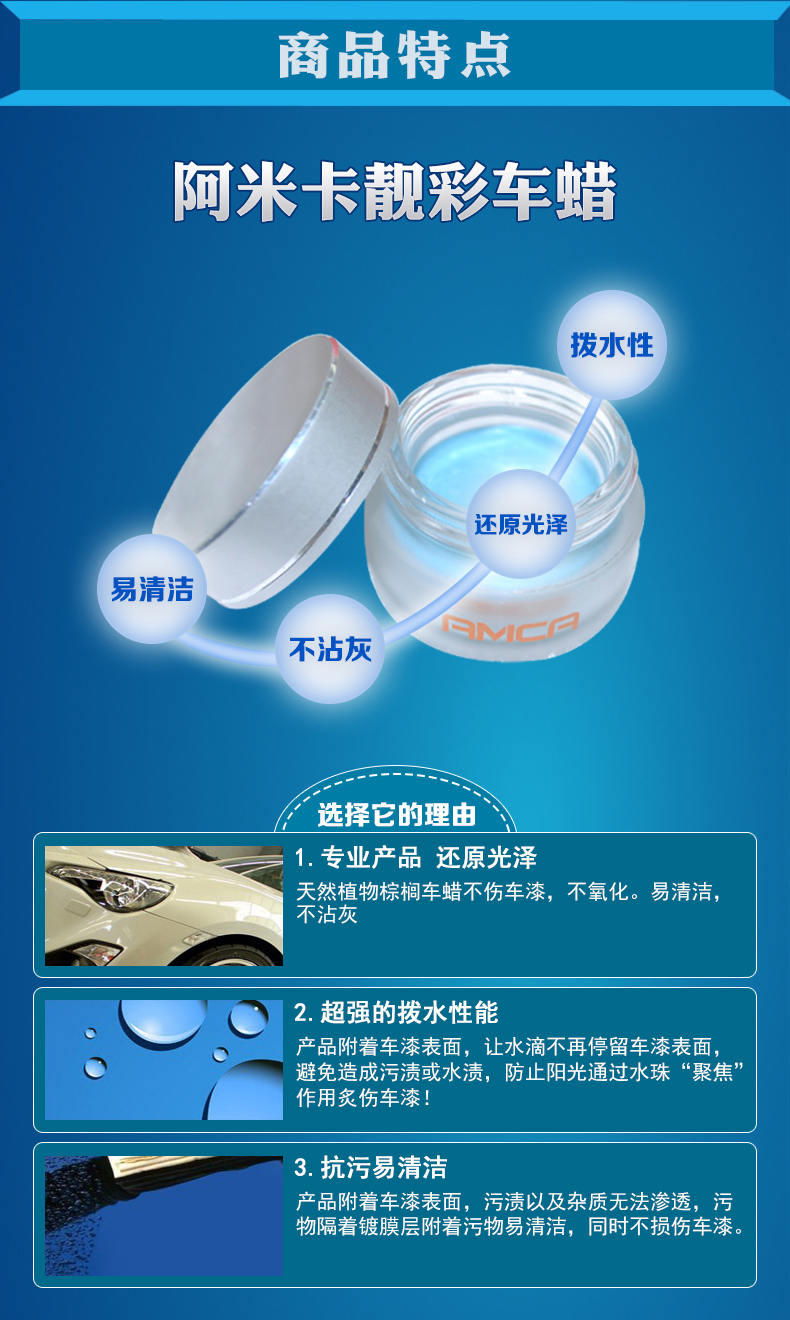 商品特点
阿米卡靓彩车蜡
拨水性
还原光泽
易清洁
不沾灰
AMCA
选择它的理由
1. 专业产品 还原光泽
天然植物棕榈车蜡不伤车漆，不氧化。易清洁，
不沾灰
2. 超强的拨水性能
产品附着车漆表面，让水滴不再停留车漆表面，
避免造成污渍或水渍，防止阳光通过水珠“聚焦”
作用炙伤车漆！
3. 抗污易清洁
产品附着车漆表面，污渍以及杂质无法渗透，污
物隔着镀膜层附着污物易清洁，同时不损伤车漆。